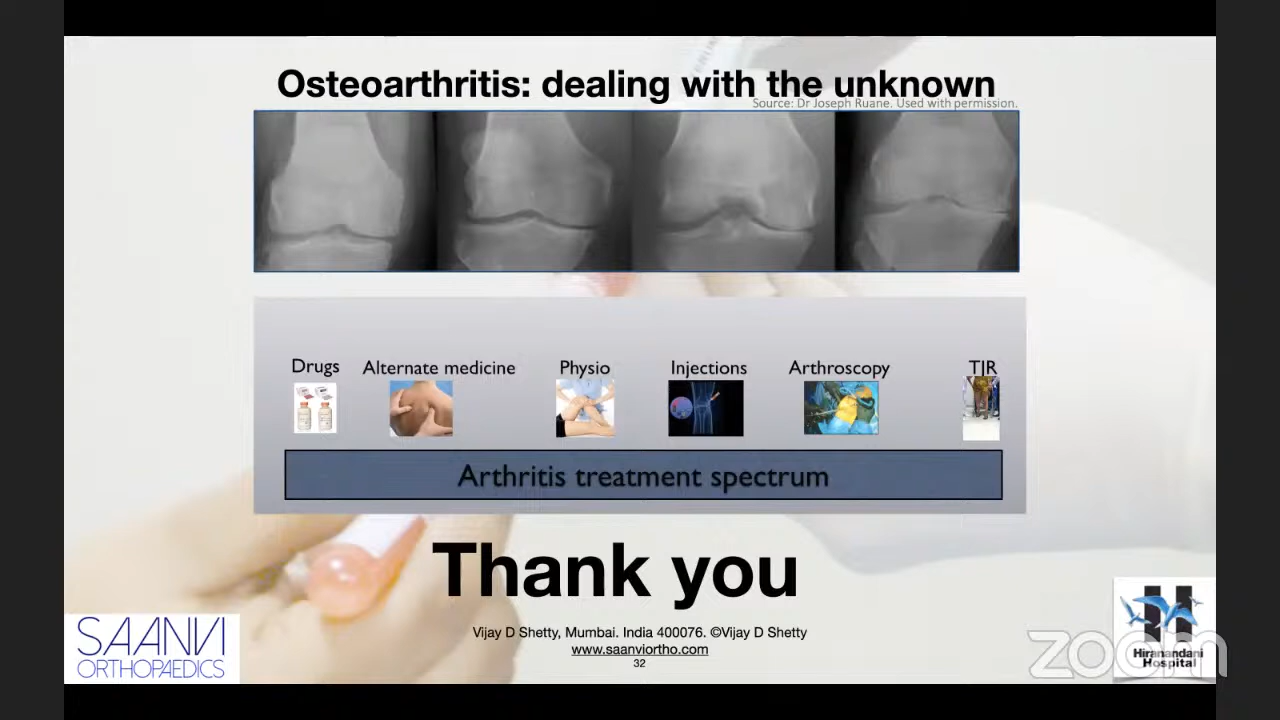 Osteoarthritis: dealing with the unknown
Source: Dr Joseph Ruane. Used with permission.
Drugs
Alternate medicine
Physio
Injections
Arthroscopy
TJR
Arthritis treatment spectrum
Thank you
Vijay D Shetty, Mumbai. India 400076. ©Vijay D Shetty
www.saanviortho.com
32
SAANVI
ORTHOPAEDICS
H
Hiranandani
Hospital
zoom